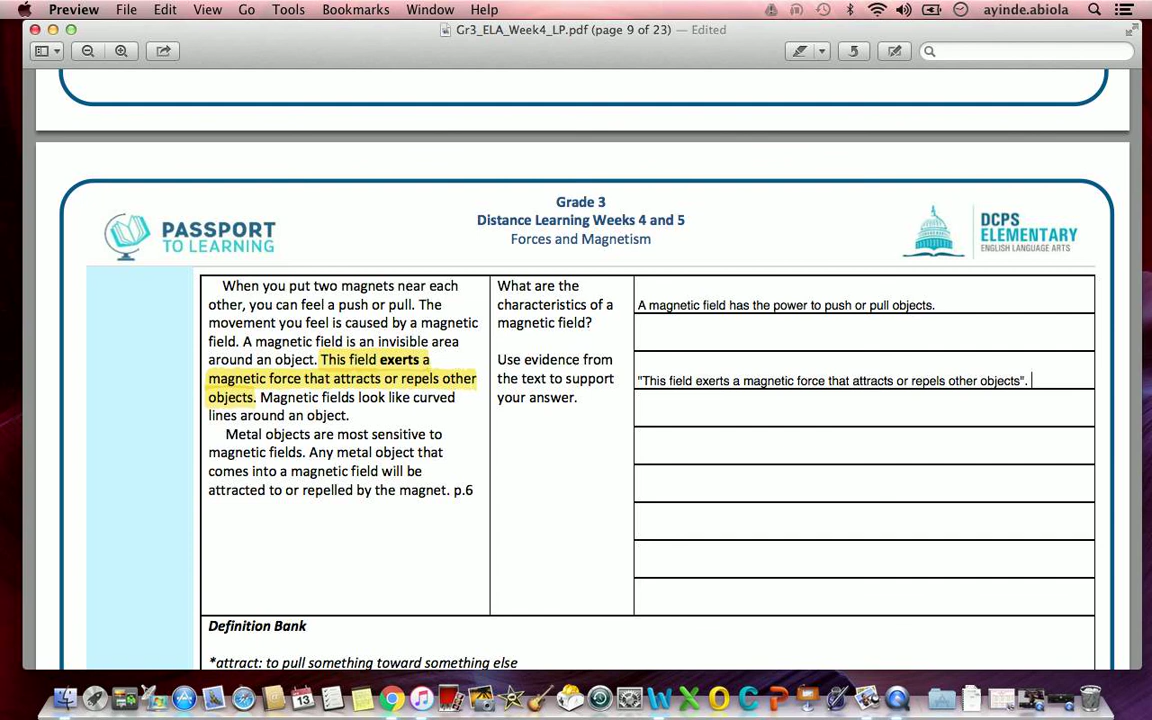 Preview File Edit View Go Tools Bookmarks Window Help ayinde.abiola
Gr3_ELA_Week4_LP.pdf (page 9 of 23) — Edited
Grade 3
Distance Learning Weeks 4 and 5
Forces and Magnetism
PASSPORT
TO LEARNING
DCPS
ELEMENTARY
ENGLISH LANGUAGE ARTS
When you put two magnets near each
other, you can feel a push or pull. The
movement you feel is caused by a magnetic
field. A magnetic field is an invisible area
around an object. This field exerts a
magnetic force that attracts or repels other
objects. Magnetic fields look like curved
lines around an object.
Metal objects are most sensitive to
magnetic fields. Any metal object that
comes into a magnetic field will be
attracted to or repelled by the magnet. p.6
What are the
characteristics of a
magnetic field?
Use evidence from
the text to support
your answer.
A magnetic field has the power to push or pull objects.
"This field exerts a magnetic force that attracts or repels other objects".
Definition Bank
*attract: to pull something toward something else